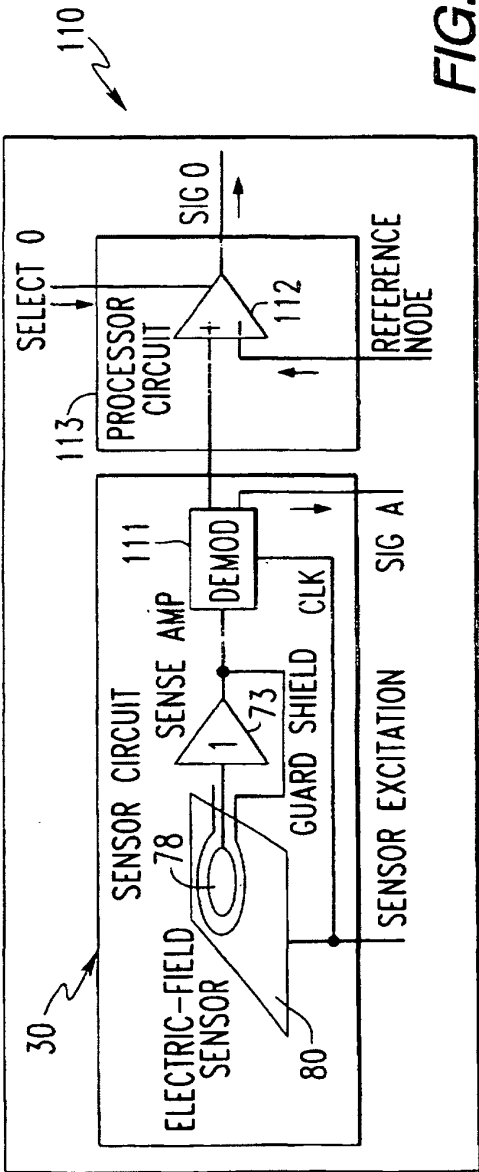 110
30
SENSOR CIRCUIT
ELECTRIC-FIELD
SENSOR
78
SENSE AMP
1
73
GUARD SHIELD
80
SENSOR EXCITATION
111
DEMOD
CLK
SIG A
113
PROCESSOR
CIRCUIT
SELECT 0
+
−
112
SIG 0
REFERENCE
NODE
FIG.